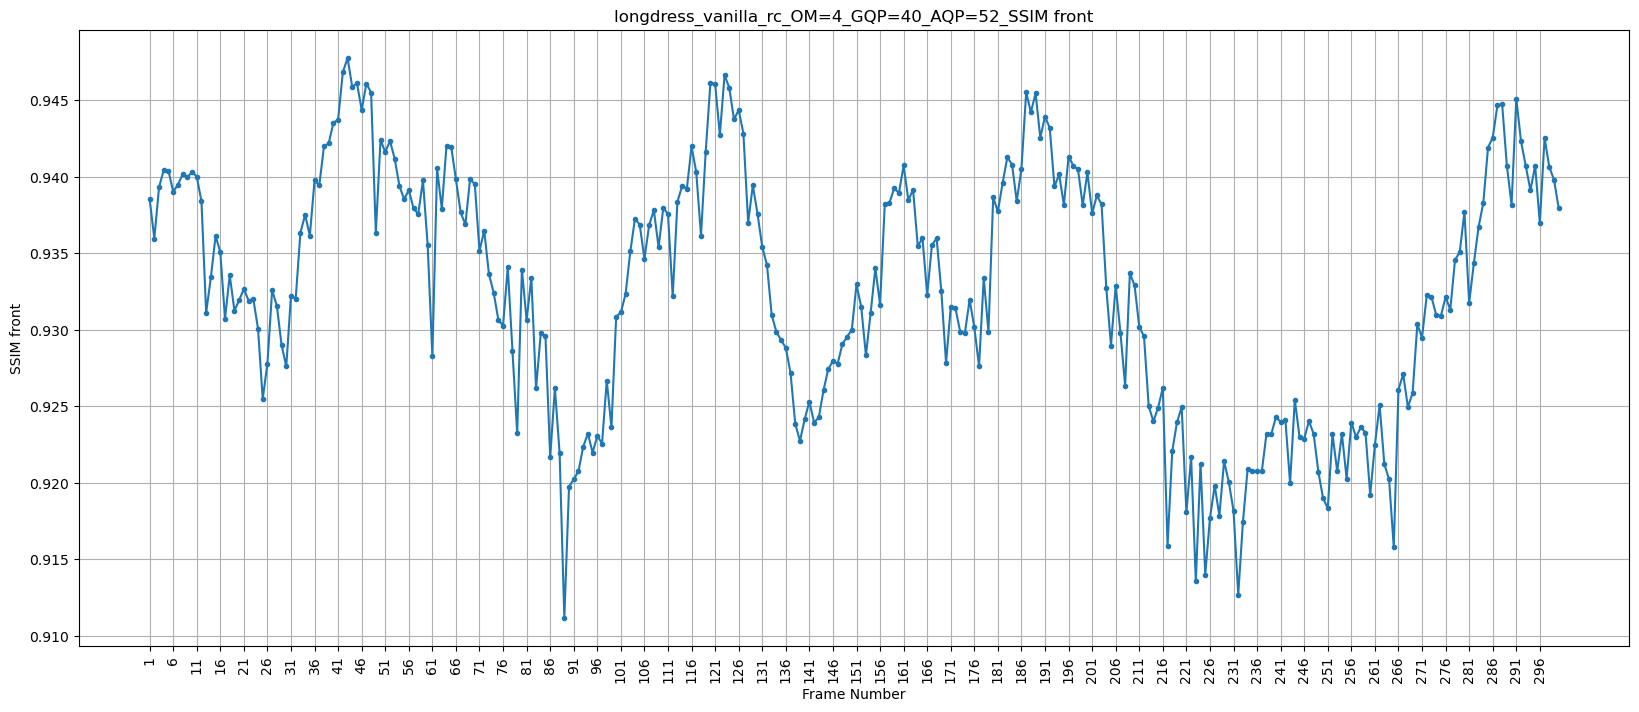 longdress_vanilla_rc_OM=4_GQP=40_AQP=52_SSIM front
SSIM front
0.945
0.940
0.935
0.930
0.925
0.920
0.915
0.910
1 6 11 16 21 26 31 36 41 46 51 56 61 66 71 76 81 86 91 96 101 106 111 116 121 126 131 136 141 146 151 156 161 166 171 176 181 186 191 196 201 206 211 216 221 226 231 236 241 246 251 256 261 266 271 276 281 286 291 296
Frame Number